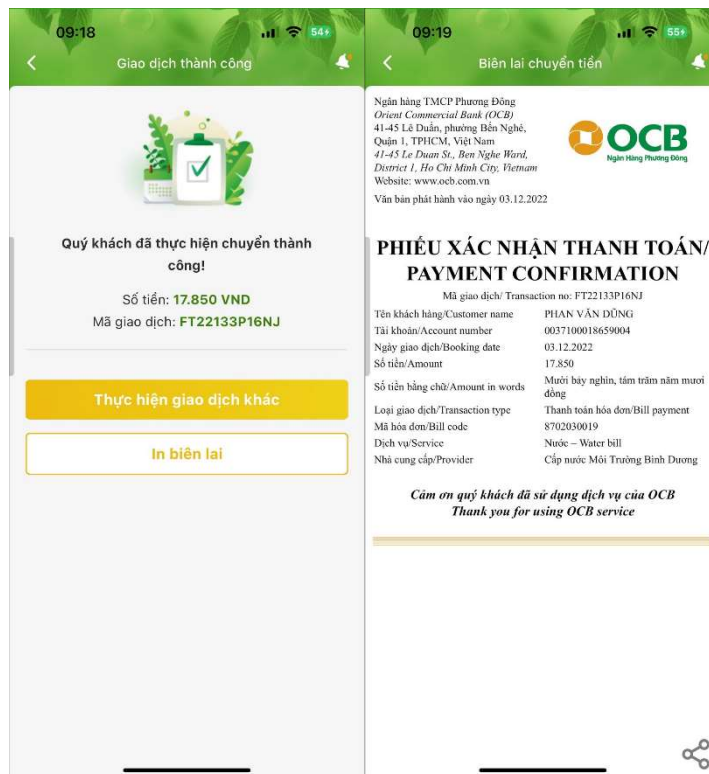 09:18
54
Giao dịch thành công
Quý khách đã thực hiện chuyển thành
công!
Số tiền: 17.850 VND
Mã giao dịch: FT22133P16NJ
Thực hiện giao dịch khác
In biên lai
09:19
55
Biên lai chuyển tiền
Ngân hàng TMCP Phương Đông
Orient Commercial Bank (OCB)
41-45 Lê Duẩn, phường Bến Nghé,
Quận 1, TPHCM, Việt Nam
41-45 Le Duan St., Ben Nghe Ward,
District 1, Ho Chi Minh City, Vietnam
Website: www.ocb.com.vn
OCB
Ngân Hàng Phương Đông
Văn bản phát hành vào ngày 03.12.2022
PHIẾU XÁC NHẬN THANH TOÁN/
PAYMENT CONFIRMATION
Mã giao dịch/ Transaction no: FT22133P16NJ
Tên khách hàng/Customer name PHAN VĂN DŨNG
Tài khoản/Account number 0037100018659004
Ngày giao dịch/Booking date 03.12.2022
Số tiền/Amount 17.850
Số tiền bằng chữ/Amount in words Mười bảy nghìn, tám trăm năm mươi
đồng
Loại giao dịch/Transaction type Thanh toán hóa đơn/Bill payment
Mã hóa đơn/Bill code 8702030019
Dịch vụ/Service Nước – Water bill
Nhà cung cấp/Provider Cấp nước Môi Trường Bình Dương
Cảm ơn quý khách đã sử dụng dịch vụ của OCB
Thank you for using OCB service